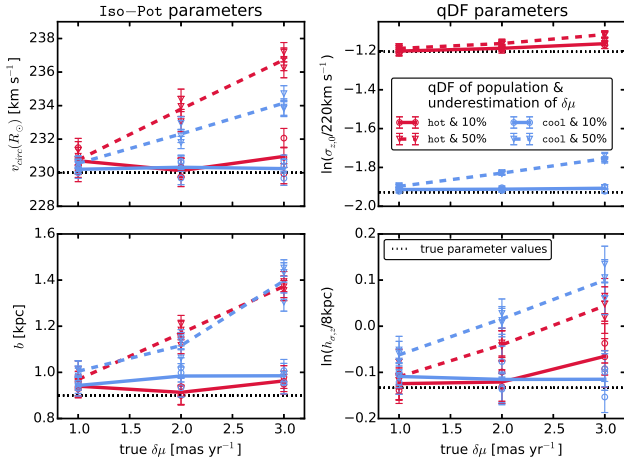 Iso−Pot parameters
qDF parameters
v_circ(R_⊙) [km s⁻¹]
238
236
234
232
230
228
ln(σ_z,0/220km s⁻¹)
−1.2
−1.4
−1.6
−1.8
−2.0
qDF of population &
underestimation of δμ
hot & 10%
cool & 10%
hot & 50%
cool & 50%
b [kpc]
1.6
1.4
1.2
1.0
0.8
1.0 1.5 2.0 2.5 3.0
true δμ [mas yr⁻¹]
ln(h_σ,z/8kpc)
0.2
0.1
0.0
−0.1
−0.2
true parameter values
1.0 1.5 2.0 2.5 3.0
true δμ [mas yr⁻¹]